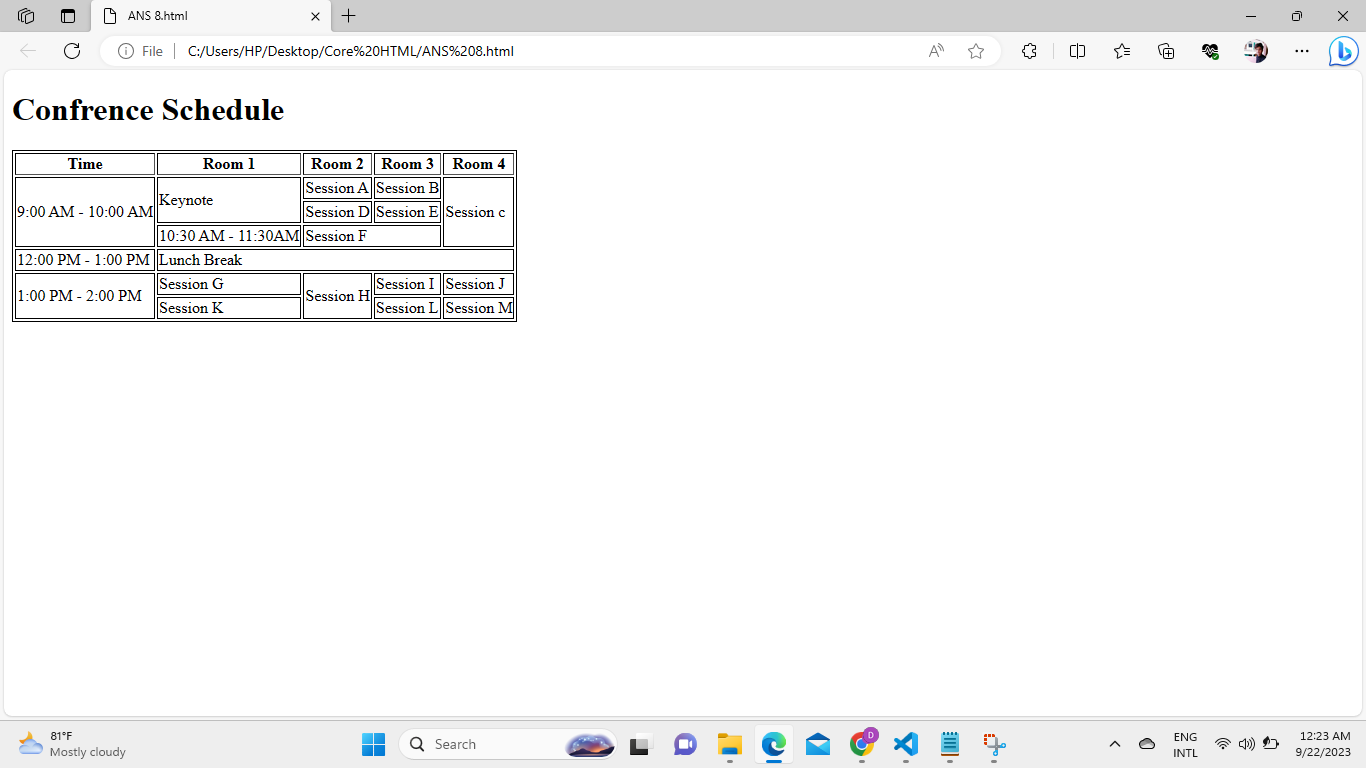 ANS 8.html
File
C:/Users/HP/Desktop/Core%20HTML/ANS%208.html
Confrence Schedule
Time Room 1 Room 2 Room 3 Room 4
9:00 AM - 10:00 AM Keynote Session A Session B Session c
Session D Session E
10:30 AM - 11:30AM Session F
12:00 PM - 1:00 PM Lunch Break
1:00 PM - 2:00 PM Session G Session H Session I Session J
Session K Session L Session M
81°F
Mostly cloudy
Search
D
ENG
INTL
12:23 AM
9/22/2023